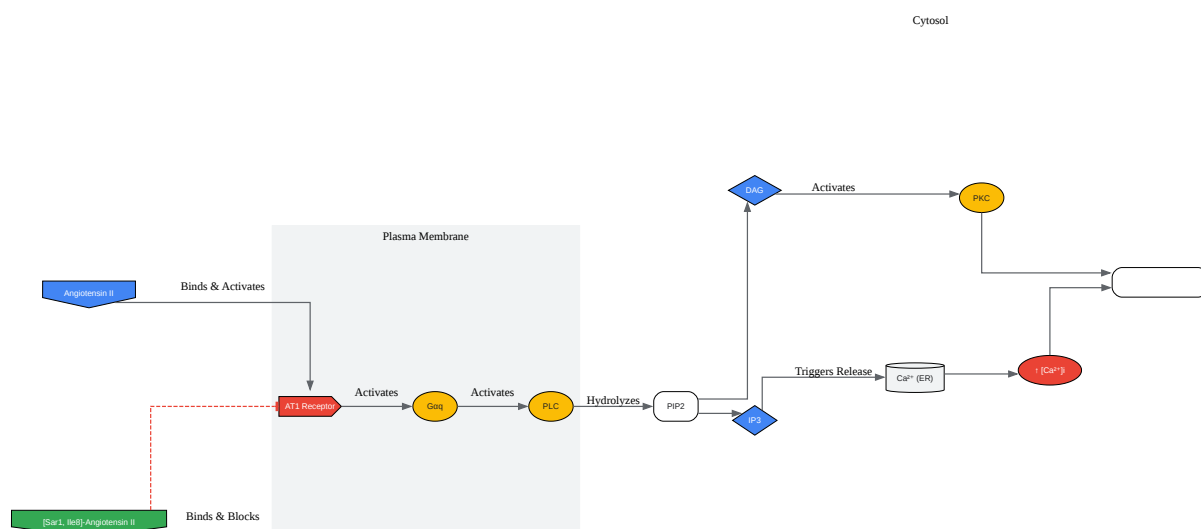 Cytosol
DAG
Activates
PKC
Plasma Membrane
Binds & Activates
Angiotensin II
Triggers Release
Ca²⁺ (ER)
↑ [Ca²⁺]i
AT1 Receptor
Activates
Gαq
Activates
PLC
Hydrolyzes
PIP2
IP3
[Sar1, Ile8]-Angiotensin II
Binds & Blocks